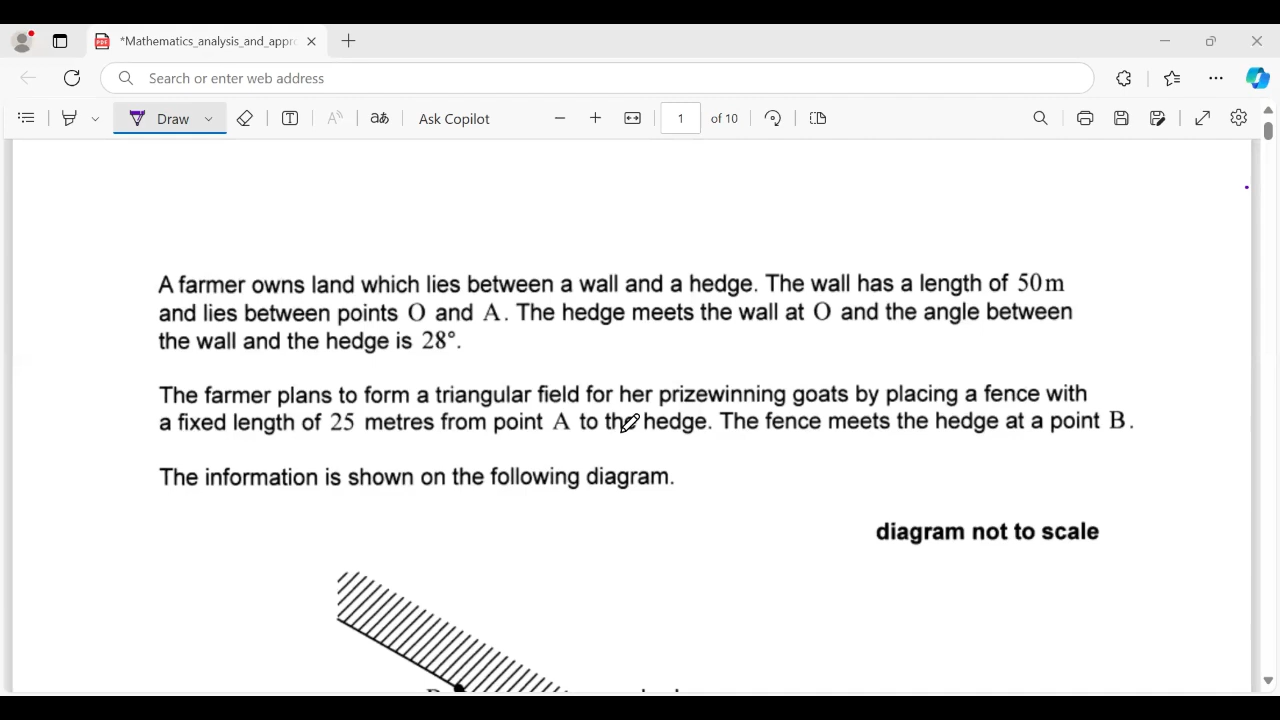 *Mathematics_analysis_and_appro
Search or enter web address
Draw
Ask Copilot
1 of 10
A farmer owns land which lies between a wall and a hedge. The wall has a length of 50 m
and lies between points O and A. The hedge meets the wall at O and the angle between
the wall and the hedge is 28°.
The farmer plans to form a triangular field for her prizewinning goats by placing a fence with
a fixed length of 25 metres from point A to the hedge. The fence meets the hedge at a point B.
The information is shown on the following diagram.
diagram not to scale